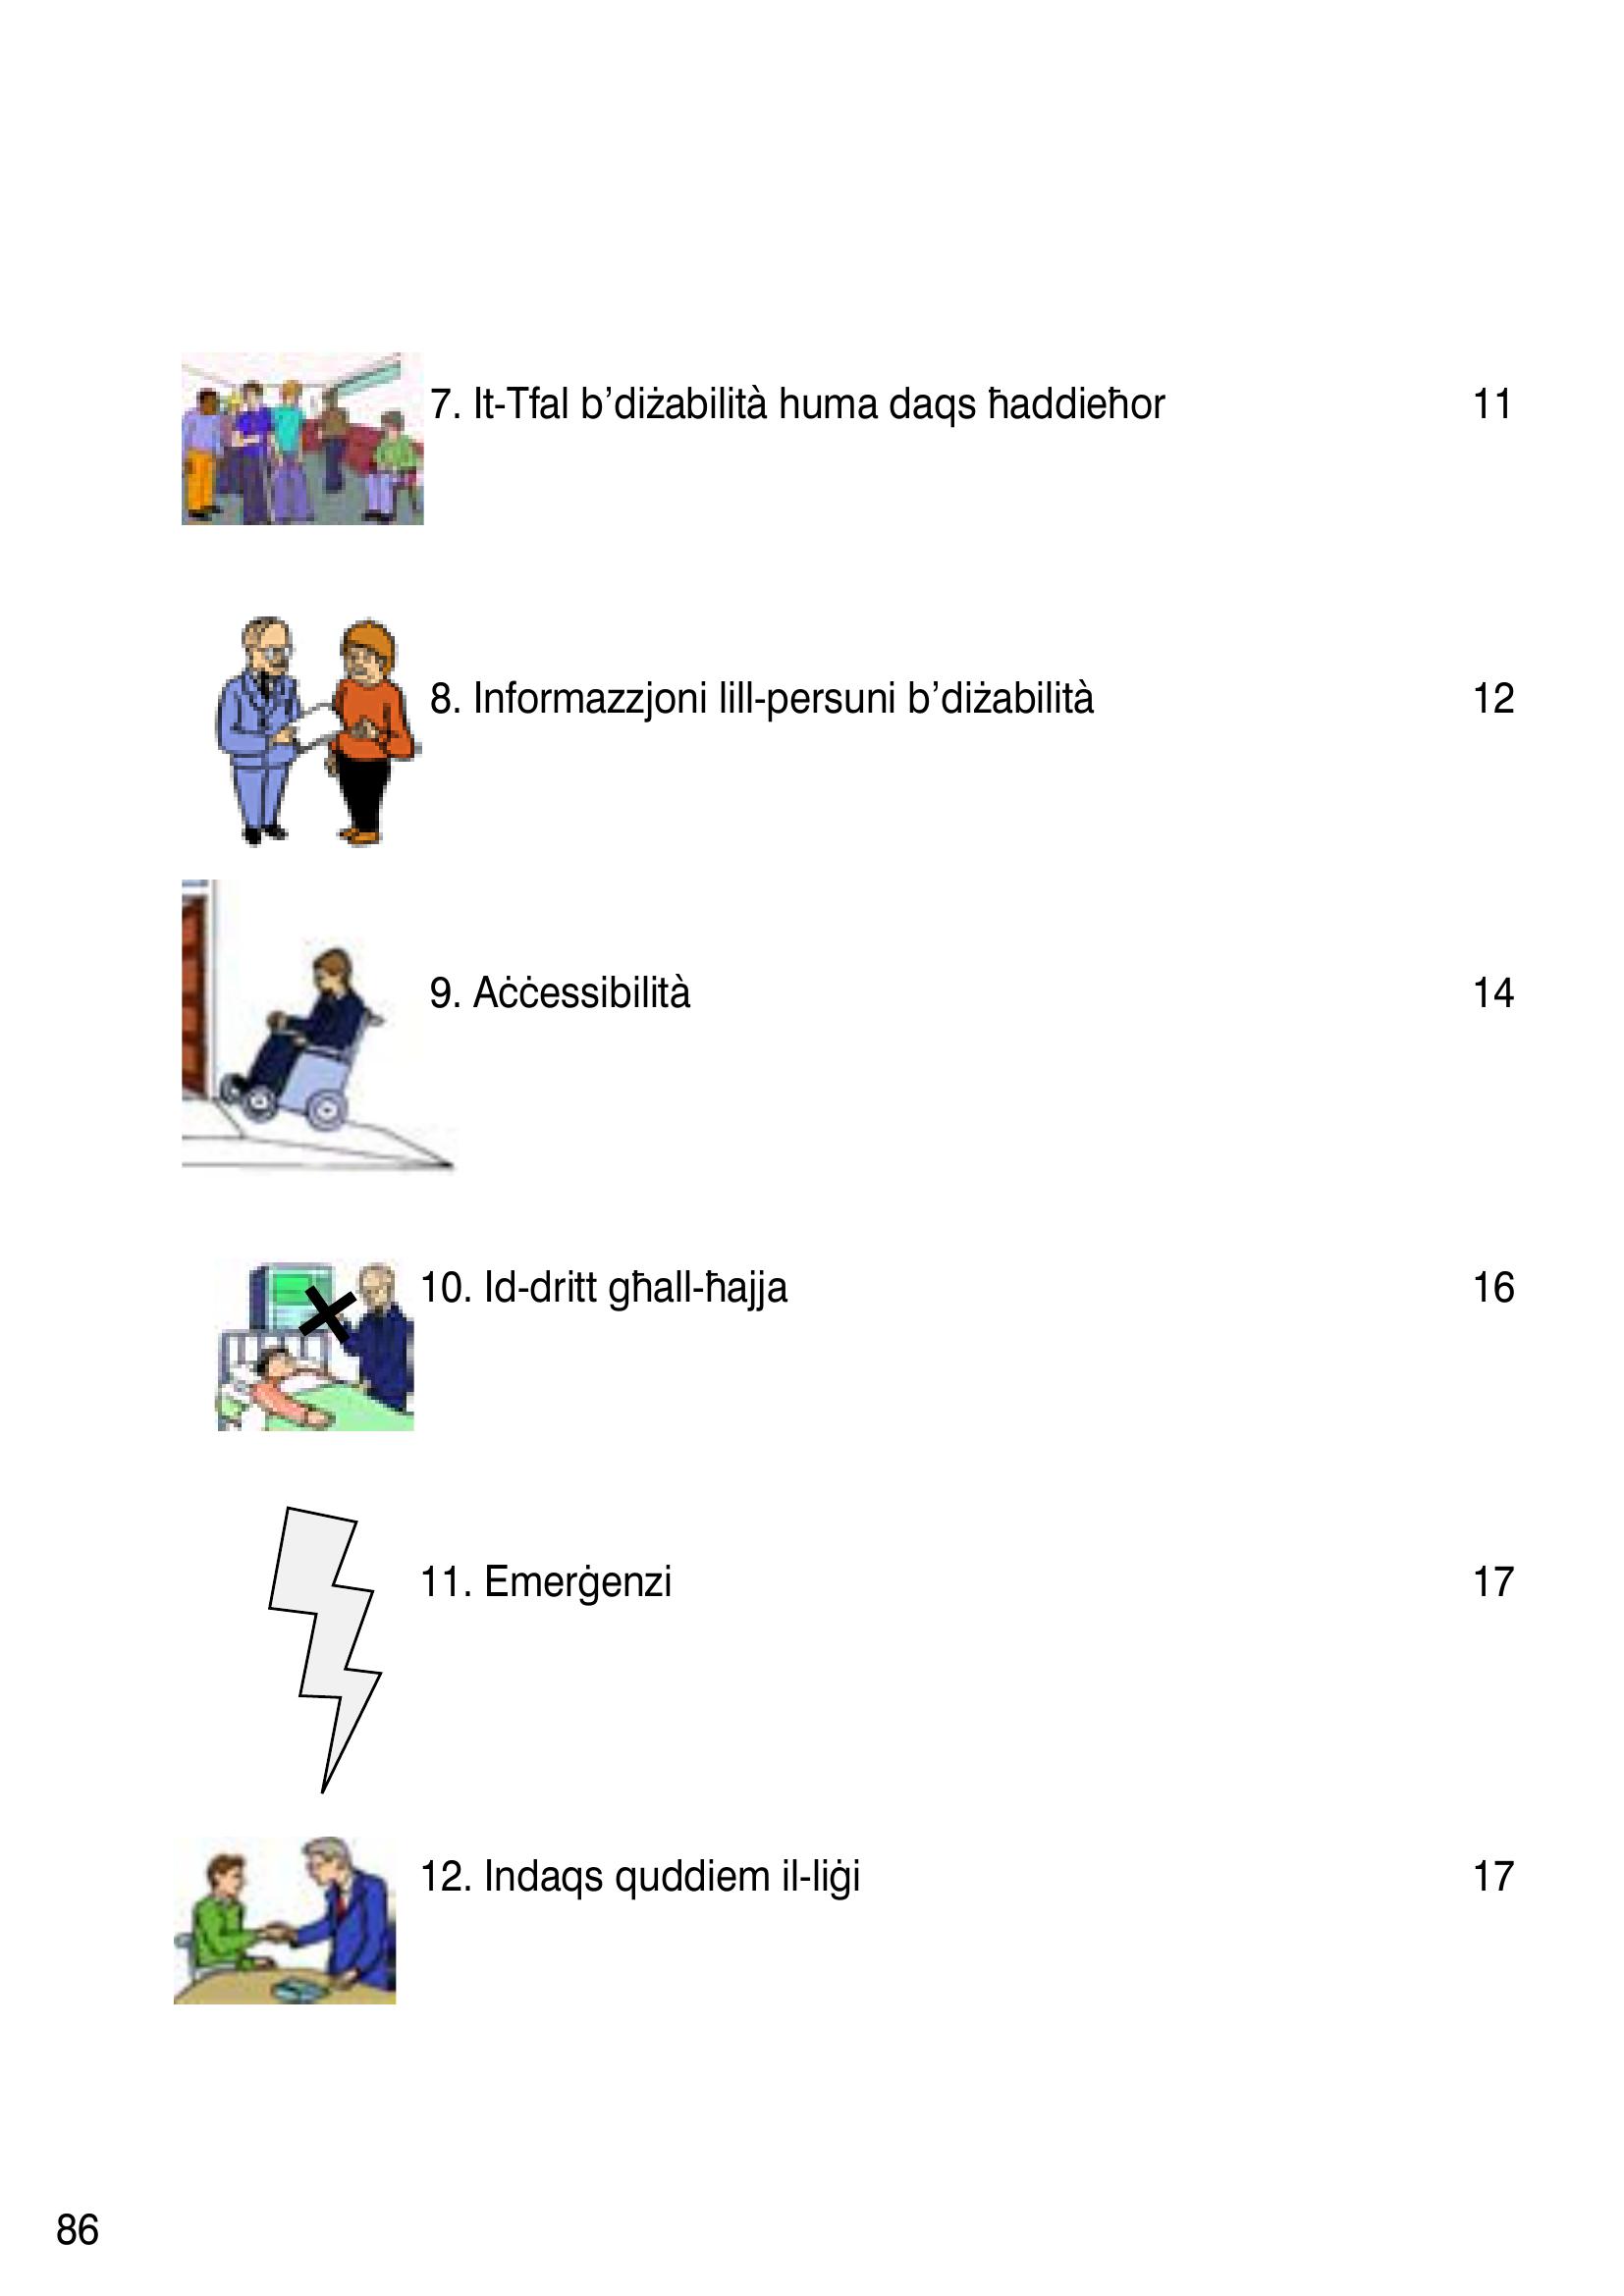 7. It-Tfal b’diżabilità huma daqs ħaddieħor 11
8. Informazzjoni lill-persuni b’diżabilità 12
9. Aċċessibilità 14
10. Id-dritt għall-ħajja 16
11. Emerġenzi 17
12. Indaqs quddiem il-liġi 17
86